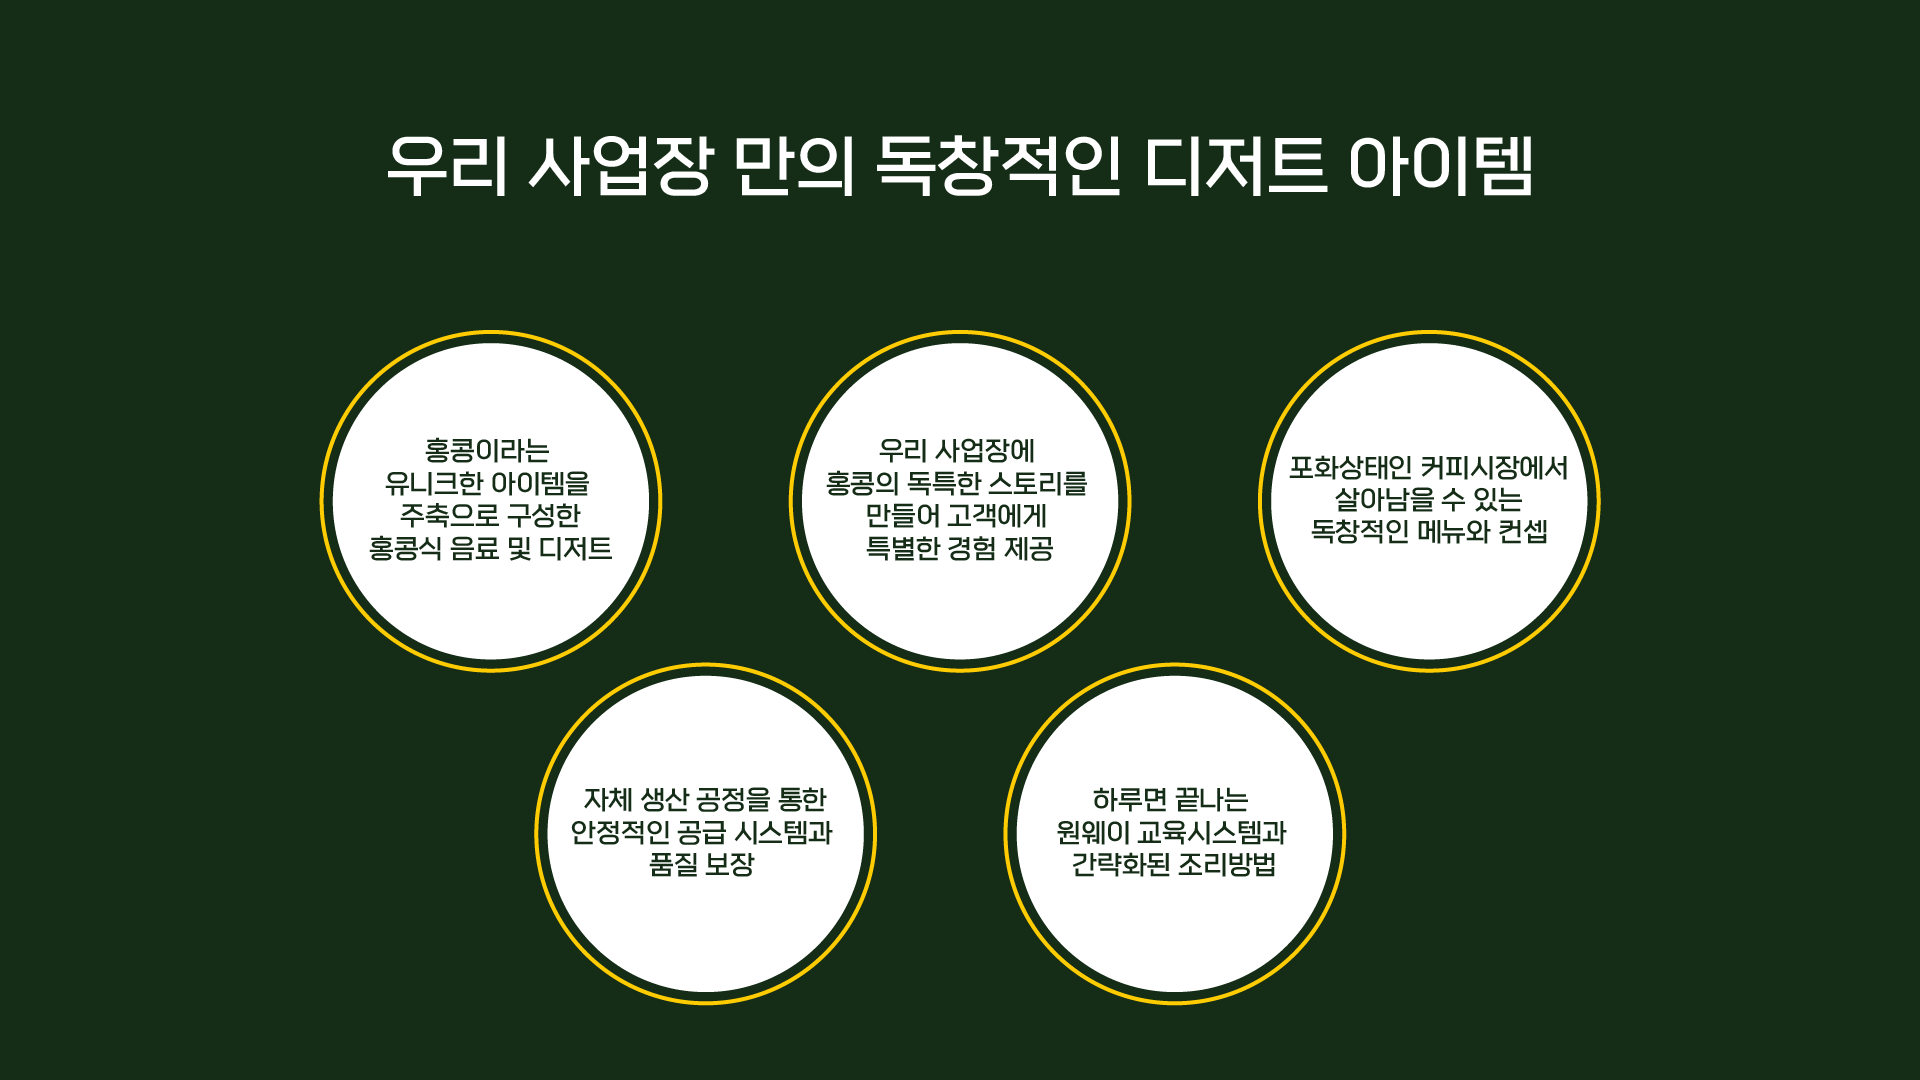 우리 사업장 만의 독창적인 디저트 아이템
홍콩이라는
유니크한 아이템을
주축으로 구성한
홍콩식 음료 및 디저트
우리 사업장에
홍콩의 독특한 스토리를
만들어 고객에게
특별한 경험 제공
포화상태인 커피시장에서
살아남을 수 있는
독창적인 메뉴와 컨셉
자체 생산 공정을 통한
안정적인 공급 시스템과
품질 보장
하루면 끝나는
원웨이 교육시스템과
간략화된 조리방법